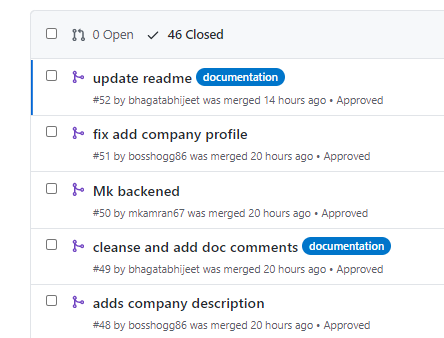 0 Open 46 Closed
update readme documentation
#52 by bhagatabhijeet was merged 14 hours ago • Approved
fix add company profile
#51 by bosshogg86 was merged 20 hours ago • Approved
Mk backened
#50 by mkamran67 was merged 20 hours ago • Approved
cleanse and add doc comments documentation
#49 by bhagatabhijeet was merged 20 hours ago • Approved
adds company description
#48 by bosshogg86 was merged 20 hours ago • Approved